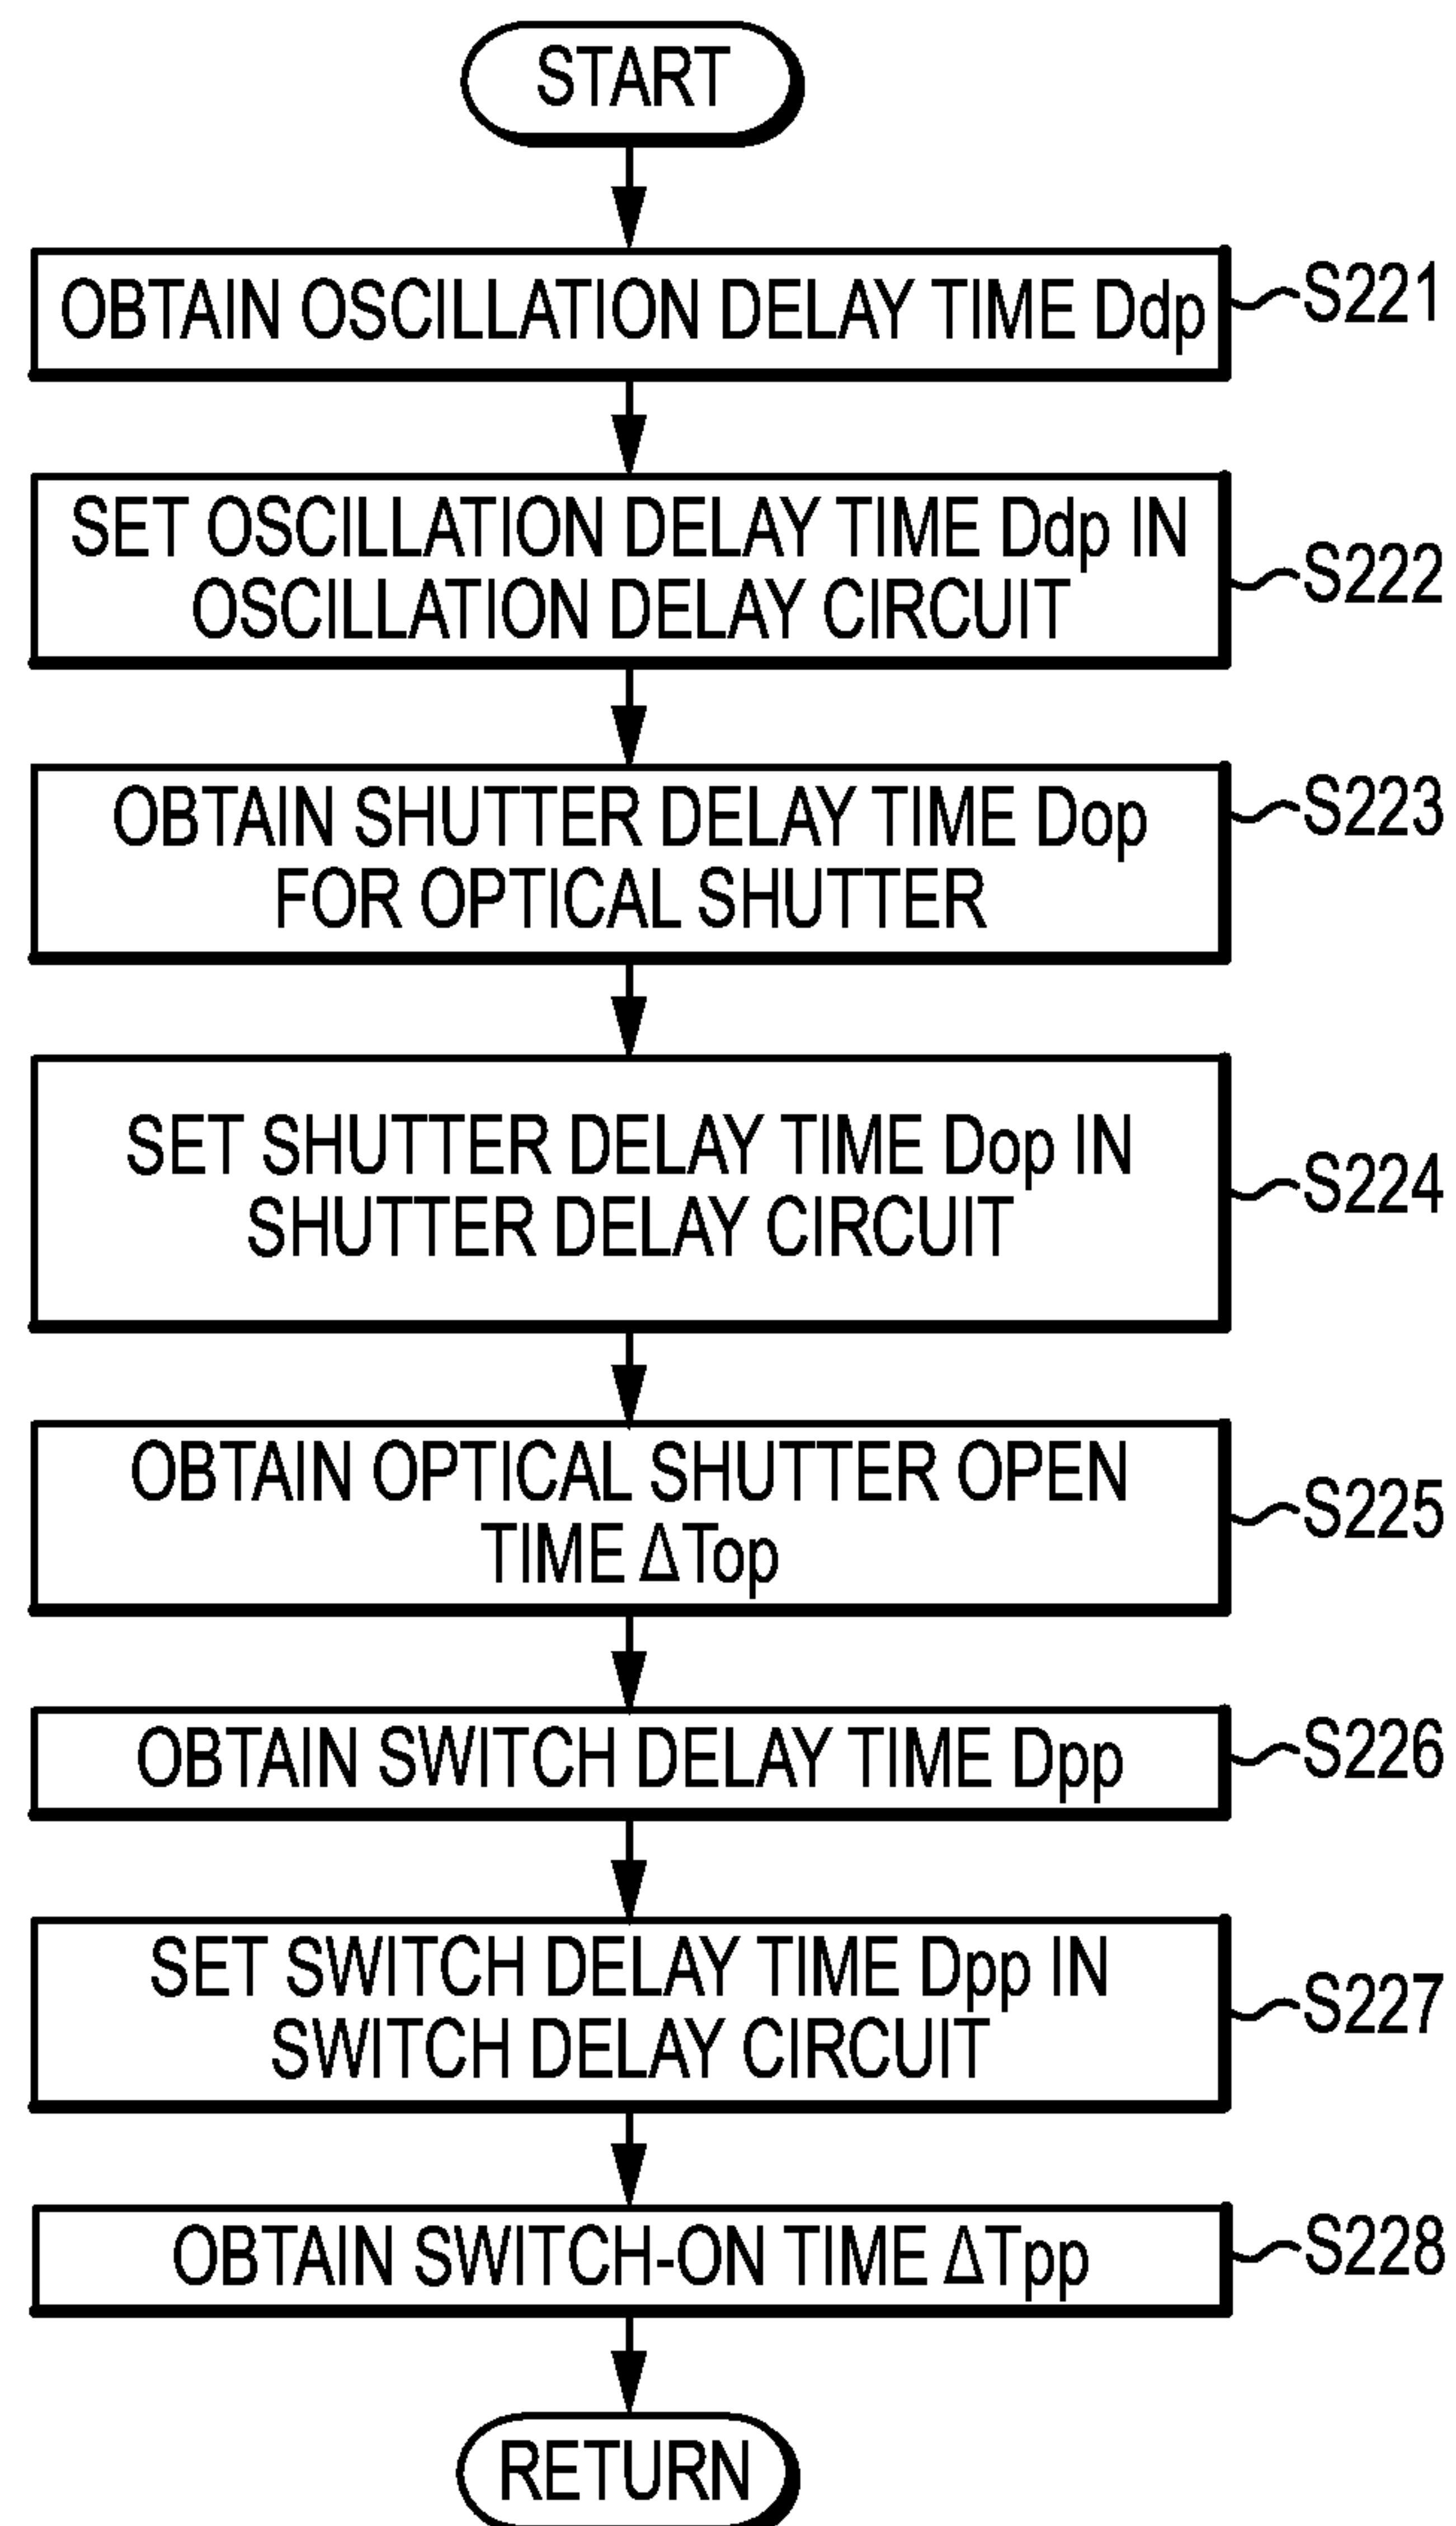 START
OBTAIN OSCILLATION DELAY TIME Ddp
S221
SET OSCILLATION DELAY TIME Ddp IN
OSCILLATION DELAY CIRCUIT
S222
OBTAIN SHUTTER DELAY TIME Dop
FOR OPTICAL SHUTTER
S223
SET SHUTTER DELAY TIME Dop IN
SHUTTER DELAY CIRCUIT
S224
OBTAIN OPTICAL SHUTTER OPEN
TIME ΔTop
S225
OBTAIN SWITCH DELAY TIME Dpp
S226
SET SWITCH DELAY TIME Dpp IN
SWITCH DELAY CIRCUIT
S227
OBTAIN SWITCH-ON TIME ΔTpp
S228
RETURN